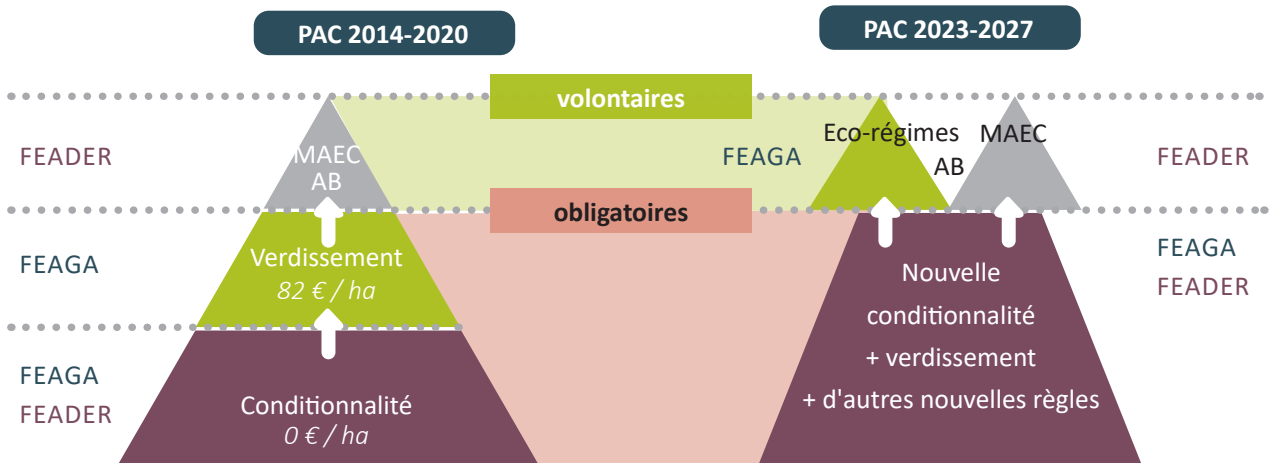 PAC 2014-2020
PAC 2023-2027
volontaires
FEADER
MAEC
AB
FEAGA
Eco-régimes
AB
MAEC
FEADER
obligatoires
FEAGA
Verdissement
82 € / ha
FEAGA
FEADER
Nouvelle
conditionnalité
+ verdissement
+ d'autres nouvelles règles
FEAGA
FEADER
Conditionnalité
0 € / ha